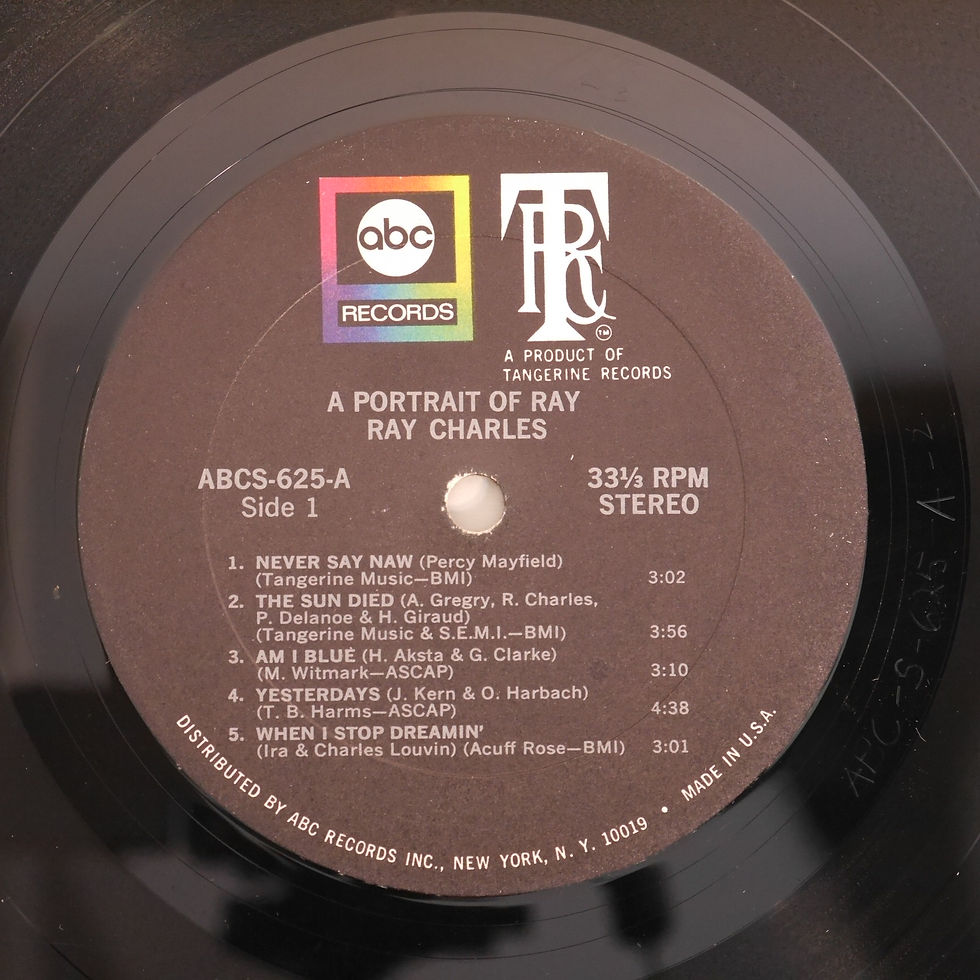 abc
RECORDS
TRC
TM
A PRODUCT OF
TANGERINE RECORDS
A PORTRAIT OF RAY
RAY CHARLES
ABCS-625-A
Side 1
33⅓ RPM
STEREO
1. NEVER SAY NAW (Percy Mayfield)
(Tangerine Music—BMI) 3:02
2. THE SUN DIED (A. Gregry, R. Charles,
P. Delanoe & H. Giraud)
(Tangerine Music & S.E.M.I.—BMI) 3:56
3. AM I BLUE (H. Aksta & G. Clarke)
(M. Witmark—ASCAP) 3:10
4. YESTERDAYS (J. Kern & O. Harbach)
(T. B. Harms—ASCAP) 4:38
5. WHEN I STOP DREAMIN'
(Ira & Charles Louvin) (Acuff Rose—BMI) 3:01
DISTRIBUTED BY ABC RECORDS INC., NEW YORK, N. Y. 10019 • MADE IN U.S.A.